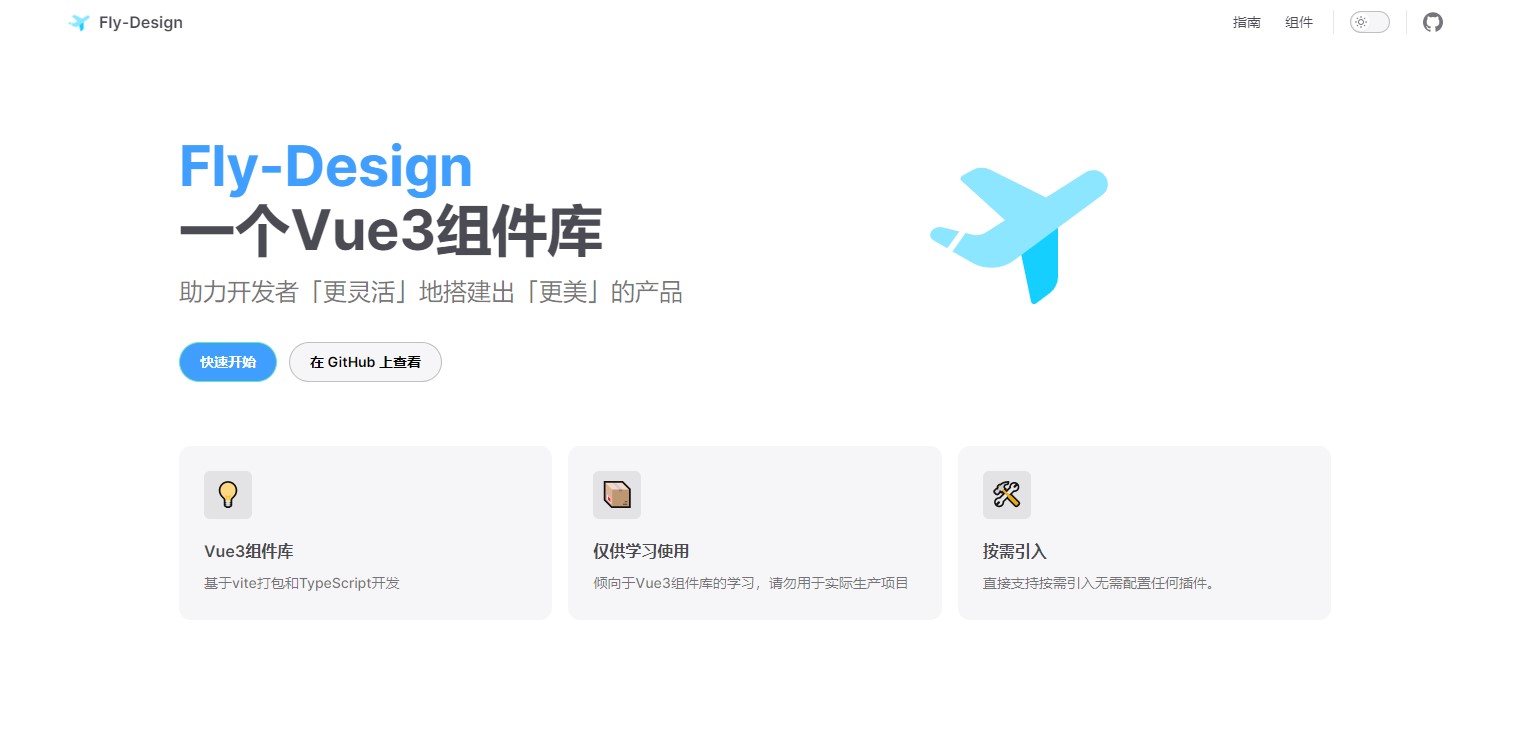 Fly-Design
指南
组件
Fly-Design
一个Vue3组件库
助力开发者「更灵活」地搭建出「更美」的产品
快速开始
在 GitHub 上查看
Vue3组件库
基于vite打包和TypeScript开发
仅供学习使用
倾向于Vue3组件库的学习，请勿用于实际生产项目
按需引入
直接支持按需引入无需配置任何插件。